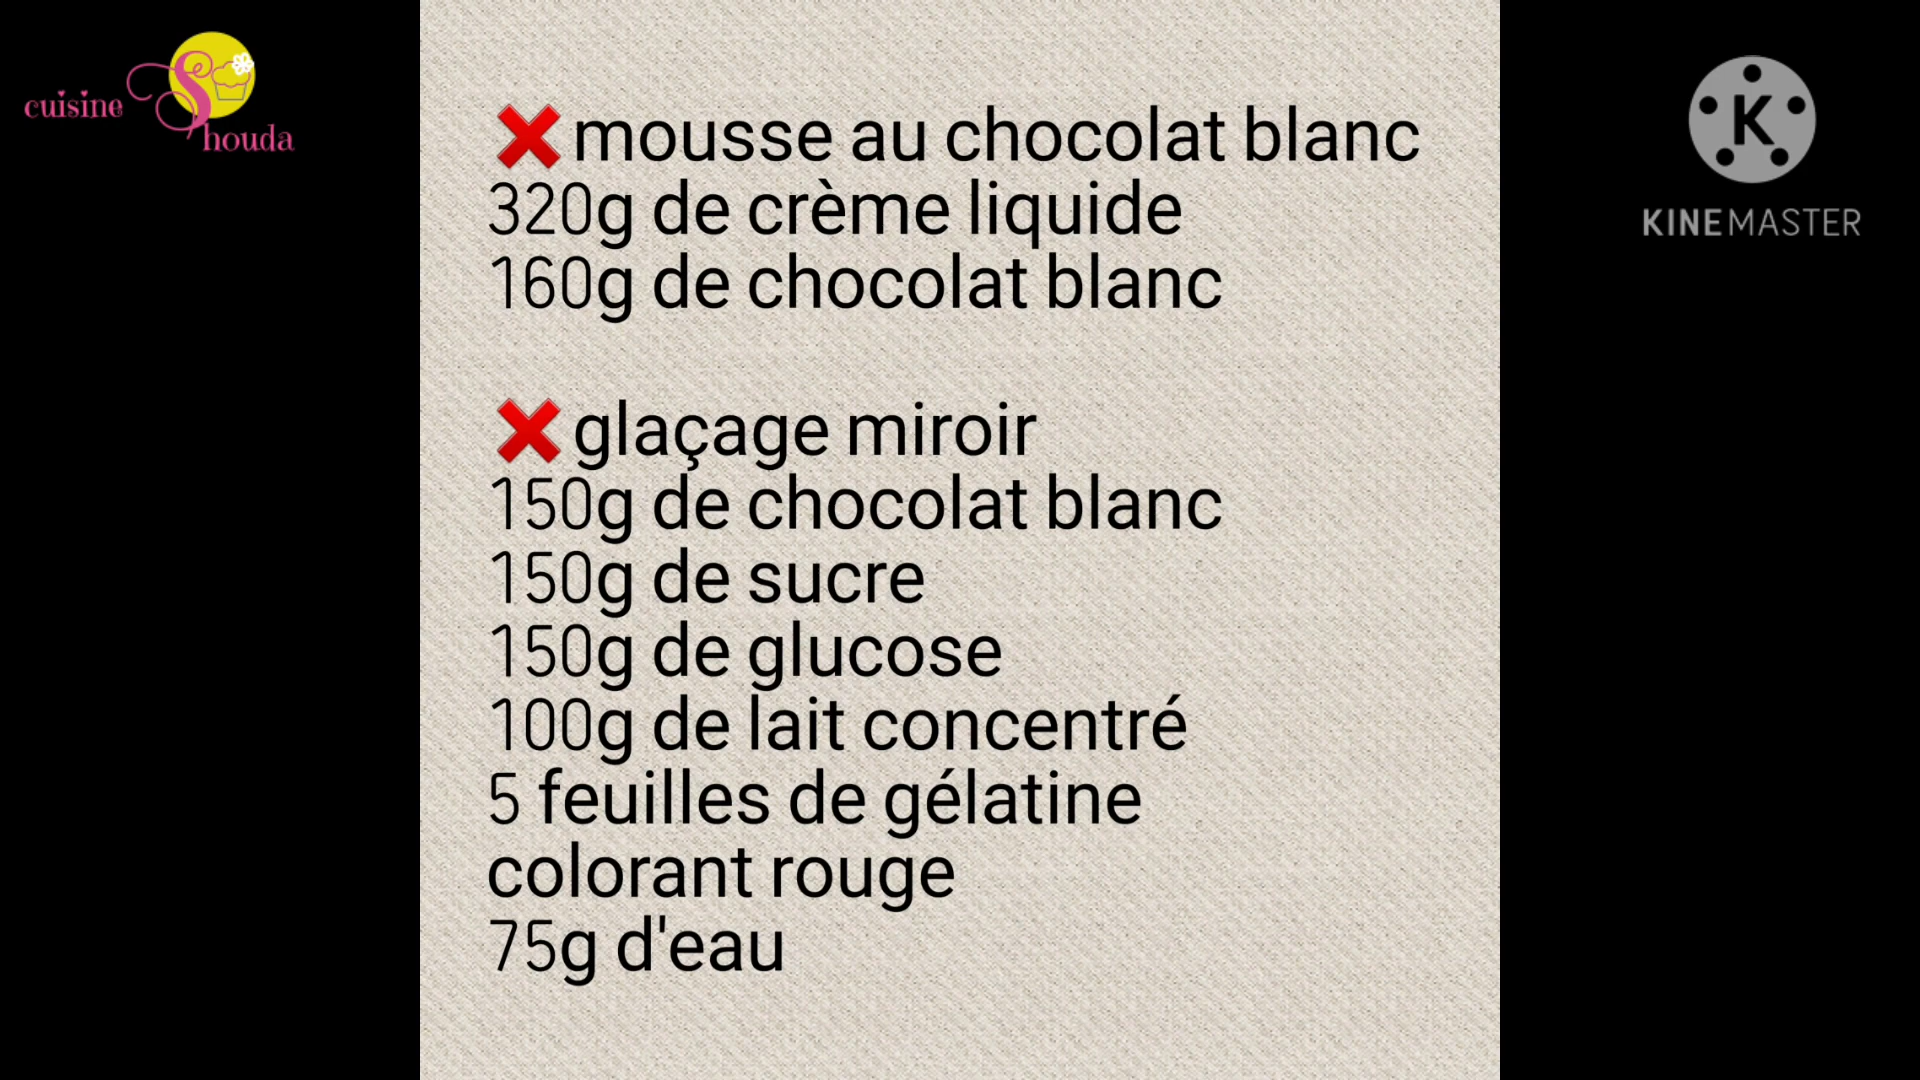 cuisine Shouda
KINEMASTER
❌mousse au chocolat blanc
320g de crème liquide
160g de chocolat blanc
❌glaçage miroir
150g de chocolat blanc
150g de sucre
150g de glucose
100g de lait concentré
5 feuilles de gélatine
colorant rouge
75g d'eau